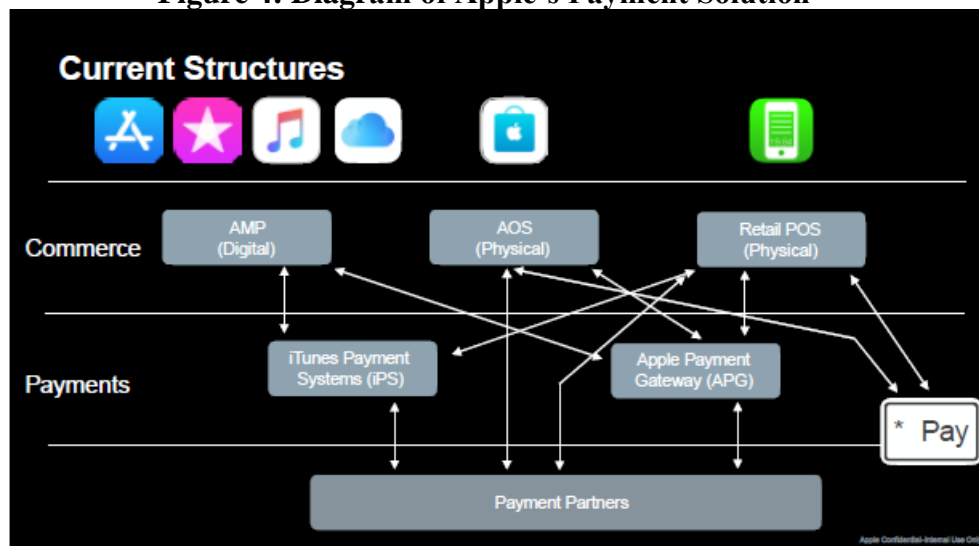 Figure 4: Diagram of Apple's Payment Solution
Current Structures
Commerce
AMP
(Digital)
AOS
(Physical)
Retail POS
(Physical)
Payments
iTunes Payment
Systems (iPS)
Apple Payment
Gateway (APG)
* Pay
Payment Partners
Apple Confidential-Internal Use Onl